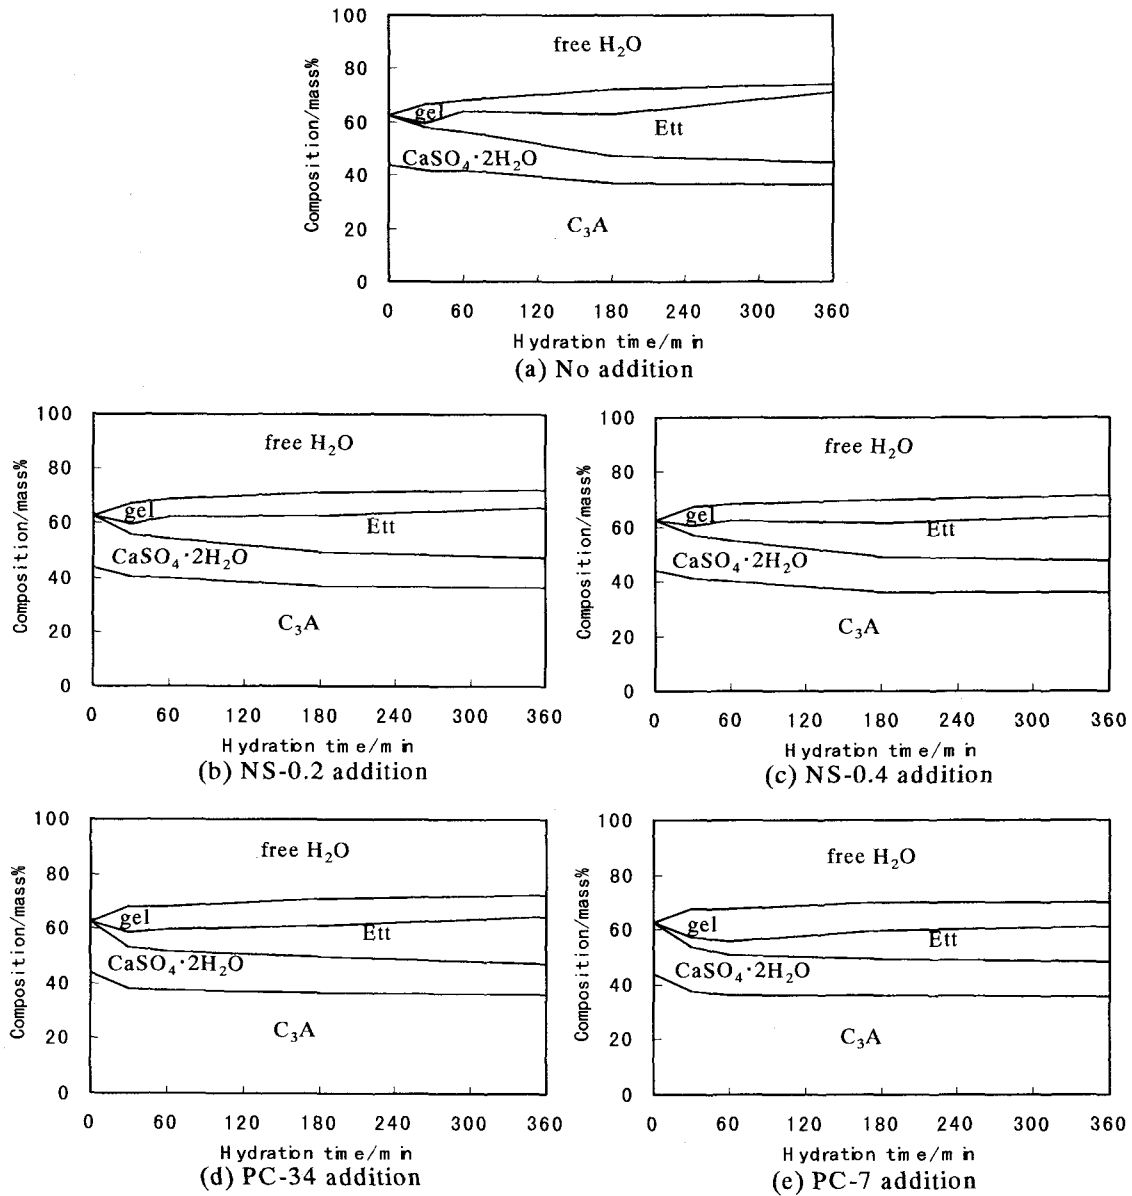 100
80
60
40
20
0
Composition/mass%
free H₂O
gel
Ett
CaSO₄·2H₂O
C₃A
0 60 120 180 240 300 360
Hydration time/min
(a) No addition
100
80
60
40
20
0
Composition/mass%
free H₂O
gel
Ett
CaSO₄·2H₂O
C₃A
0 60 120 180 240 300 360
Hydration time/min
(b) NS-0.2 addition
100
80
60
40
20
0
Composition/mass%
free H₂O
gel
Ett
CaSO₄·2H₂O
C₃A
0 60 120 180 240 300 360
Hydration time/min
(c) NS-0.4 addition
100
80
60
40
20
0
Composition/mass%
free H₂O
gel
Ett
CaSO₄·2H₂O
C₃A
0 60 120 180 240 300 360
Hydration time/min
(d) PC-34 addition
100
80
60
40
20
0
Composition/mass%
free H₂O
gel
Ett
CaSO₄·2H₂O
C₃A
0 60 120 180 240 300 360
Hydration time/min
(e) PC-7 addition